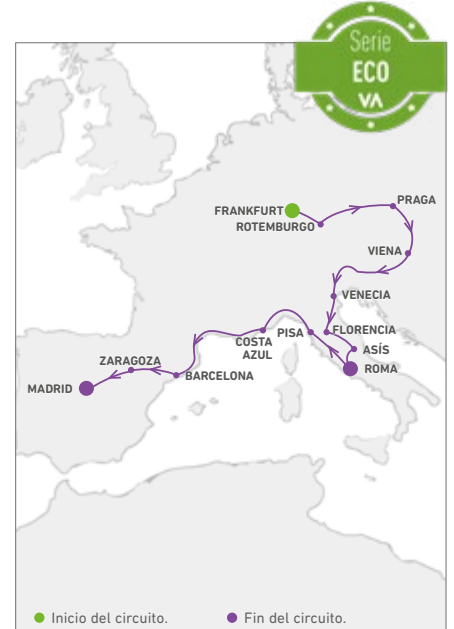 Serie
ECO
VA
FRANKFURT
ROTEMBURGO
PRAGA
VIENA
VENECIA
FLORENCIA
ASÍS
ROMA
PISA
COSTA
AZUL
BARCELONA
ZARAGOZA
MADRID
Inicio del circuito.
Fin del circuito.